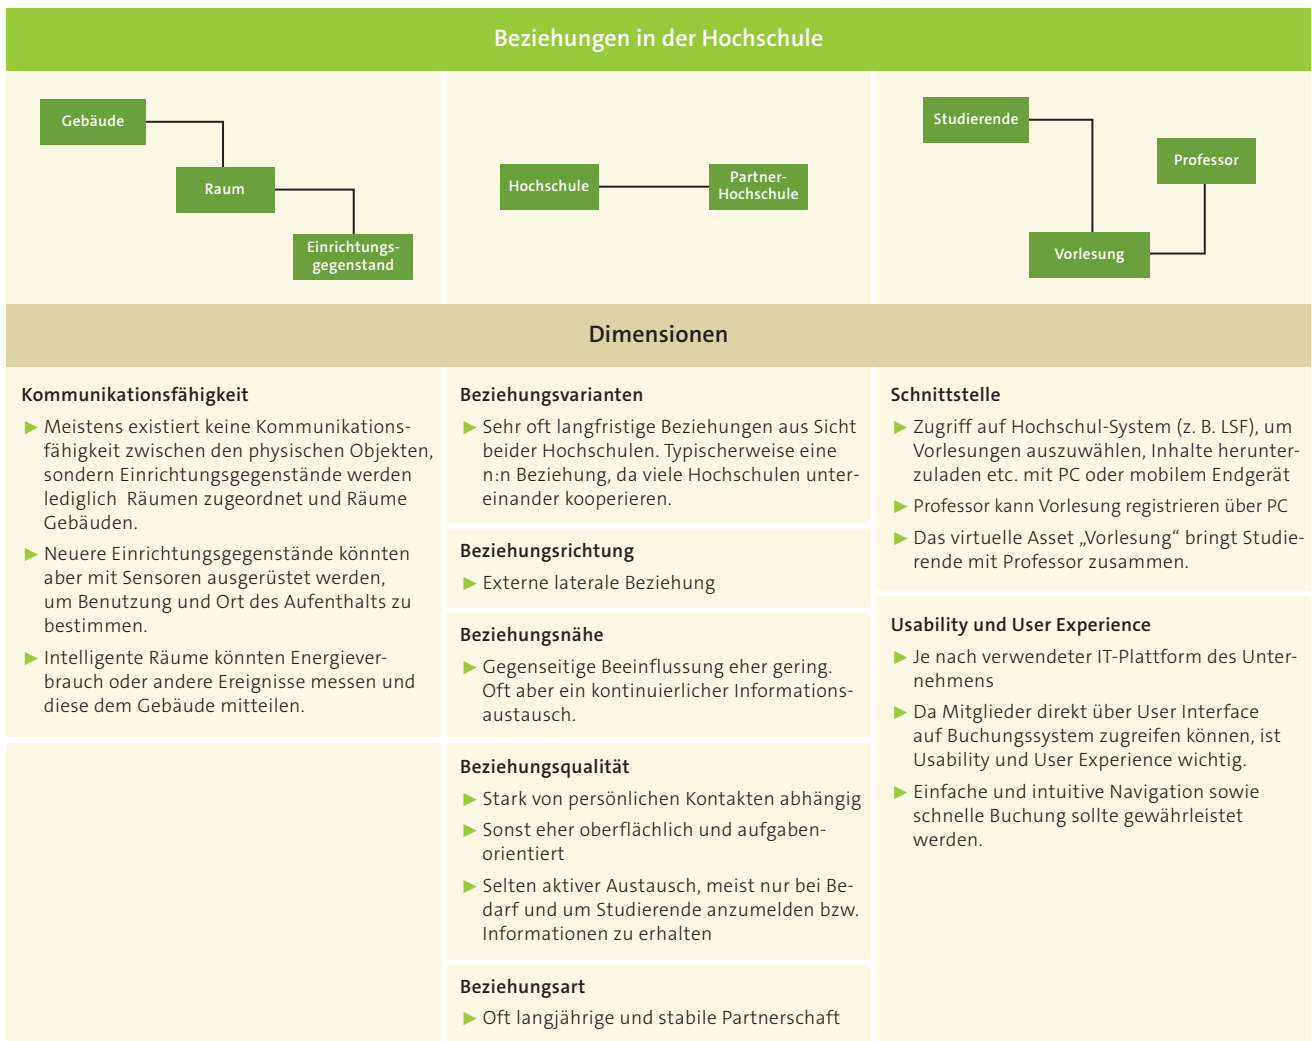 Beziehungen in der Hochschule
Gebäude
Raum
Einrichtungs-
gegenstand
Hochschule
Partner-
Hochschule
Studierende
Professor
Vorlesung
Dimensionen
Kommunikationsfähigkeit
▶ Meistens existiert keine Kommunikations-
fähigkeit zwischen den physischen Objekten,
sondern Einrichtungsgegenstände werden
lediglich Räumen zugeordnet und Räume
Gebäuden.
▶ Neuere Einrichtungsgegenstände könnten
aber mit Sensoren ausgerüstet werden,
um Benutzung und Ort des Aufenthalts zu
bestimmen.
▶ Intelligente Räume könnten Energiever-
brauch oder andere Ereignisse messen und
diese dem Gebäude mitteilen.
Beziehungsvarianten
▶ Sehr oft langfristige Beziehungen aus Sicht
beider Hochschulen. Typischerweise eine
n:n Beziehung, da viele Hochschulen unter-
einander kooperieren.
Beziehungsrichtung
▶ Externe laterale Beziehung
Beziehungsnähe
▶ Gegenseitige Beeinflussung eher gering.
Oft aber ein kontinuierlicher Informations-
austausch.
Beziehungsqualität
▶ Stark von persönlichen Kontakten abhängig
▶ Sonst eher oberflächlich und aufgaben-
orientiert
▶ Selten aktiver Austausch, meist nur bei Be-
darf und um Studierende anzumelden bzw.
Informationen zu erhalten
Beziehungsart
▶ Oft langjährige und stabile Partnerschaft
Schnittstelle
▶ Zugriff auf Hochschul-System (z. B. LSF), um
Vorlesungen auszuwählen, Inhalte herunter-
zuladen etc. mit PC oder mobilem Endgerät
▶ Professor kann Vorlesung registrieren über PC
▶ Das virtuelle Asset „Vorlesung“ bringt Studie-
rende mit Professor zusammen.
Usability und User Experience
▶ Je nach verwendeter IT-Plattform des Unter-
nehmens
▶ Da Mitglieder direkt über User Interface
auf Buchungssystem zugreifen können, ist
Usability und User Experience wichtig.
▶ Einfache und intuitive Navigation sowie
schnelle Buchung sollte gewährleistet
werden.